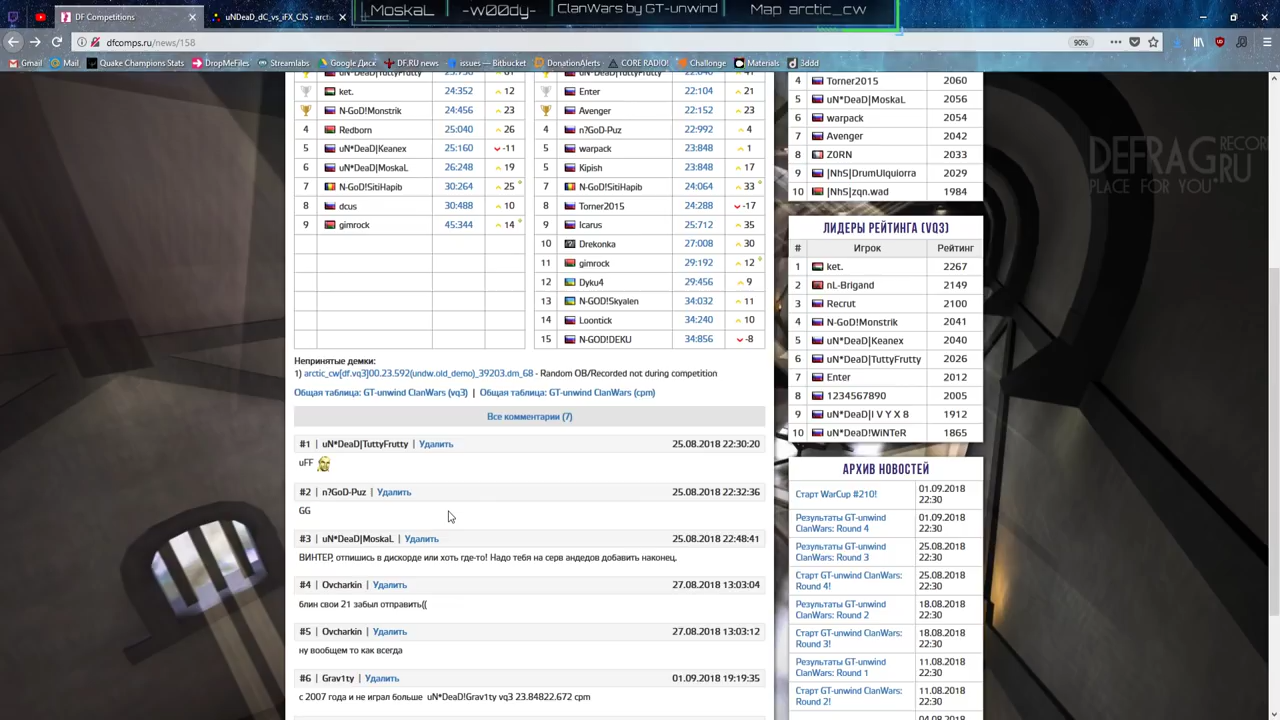 DF Competitions
uNDeaD_dC_vs_iFX_CJS - arctic
MoskaL
-w00dy-
ClanWars by GT-unwind
Map arctic_cw
dfcomps.ru/news/158
90%
Gmail
Mail
Quake Champions Stats
DropMeFiles
Streamlabs
Google Диск
DF.RU news
issues — Bitbucket
DonationAlerts
CORE RADIO!
Challonge
Materials
3ddd
ket. 24:352 12
N-GoD!Monstrik 24:456 23
4 Redborn 25:040 26
5 uN*DeaD|Keanex 25:160 -11
6 uN*DeaD|MoskaL 26:248 19
7 N-GoD!SitiHapib 30:264 25
8 dcus 30:488 10
9 gimrock 45:344 14
Enter 22:104 21
Avenger 22:152 23
4 n?GoD-Puz 22:992 4
5 warpack 23:848 1
5 Kipish 23:848 17
7 N-GoD!SitiHapib 24:064 33
8 Torner2015 24:288 -17
9 Icarus 25:712 35
10 Drekonka 27:008 30
11 gimrock 29:192 12
12 Dyku4 29:456 9
13 N-GOD!Skyalen 34:032 11
14 Loontick 34:240 10
15 N-GOD!DEKU 34:856 -8
Непринятые демки:
1) arctic_cw[df.vq3]00.23.592(undw.old_demo)_39203.dm_68 - Random OB/Recorded not during competition
Общая таблица: GT-unwind ClanWars (vq3) | Общая таблица: GT-unwind ClanWars (cpm)
Все комментарии (7)
#1 | uN*DeaD|TuttyFrutty | Удалить 25.08.2018 22:30:20
uFF
#2 | n?GoD-Puz | Удалить 25.08.2018 22:32:36
GG
#3 | uN*DeaD|MoskaL | Удалить 25.08.2018 22:48:41
ВИНТЕР, отпишись в дискорде или хоть где-то! Надо тебя на серв андедов добавить наконец.
#4 | Ovcharkin | Удалить 27.08.2018 13:03:04
блин свои 21 забыл отправить((
#5 | Ovcharkin | Удалить 27.08.2018 13:03:12
ну вообщем то как всегда
#6 | Grav1ty | Удалить 01.09.2018 19:19:35
с 2007 года и не играл больше uN*DeaD!Grav1ty vq3 23.84822.672 cpm
4 Torner2015 2060
5 uN*DeaD|MoskaL 2056
6 warpack 2054
7 Avenger 2042
8 Z0RN 2033
9 |NhS|DrumUlquiorra 2029
10 |NhS|zqn.wad 1984
ЛИДЕРЫ РЕЙТИНГА (VQ3)
# Игрок Рейтинг
1 ket. 2267
2 nL-Brigand 2149
3 Recrut 2100
4 N-GoD!Monstrik 2041
5 uN*DeaD|Keanex 2040
6 uN*DeaD|TuttyFrutty 2026
7 Enter 2012
8 1234567890 2005
9 uN*DeaD|I V Y X 8 1912
10 uN*DeaD!WiNTeR 1865
АРХИВ НОВОСТЕЙ
Старт WarCup #210! 01.09.2018 22:30
Результаты GT-unwind ClanWars: Round 4 01.09.2018 22:30
Результаты GT-unwind ClanWars: Round 3 25.08.2018 22:30
Старт GT-unwind ClanWars: Round 4! 25.08.2018 22:30
Результаты GT-unwind ClanWars: Round 2 18.08.2018 22:30
Старт GT-unwind ClanWars: Round 3! 18.08.2018 22:30
Результаты GT-unwind ClanWars: Round 1 11.08.2018 22:30
Старт GT-unwind ClanWars: Round 2! 11.08.2018 22:30
DEFRAG RECORD
.RU
PLACE FOR YOU"